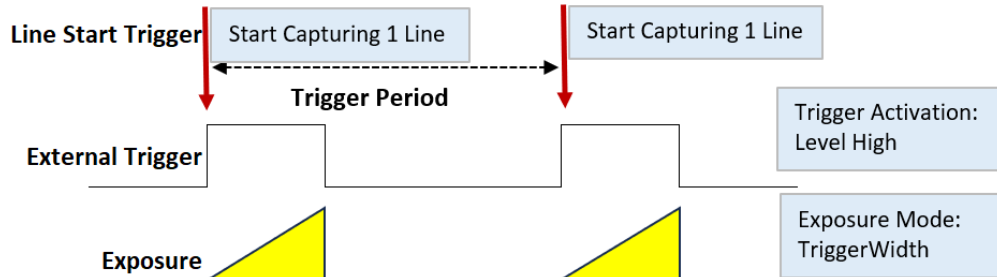 Line Start Trigger
Start Capturing 1 Line
Start Capturing 1 Line
Trigger Period
External Trigger
Trigger Activation:
Level High
Exposure
Exposure Mode:
TriggerWidth